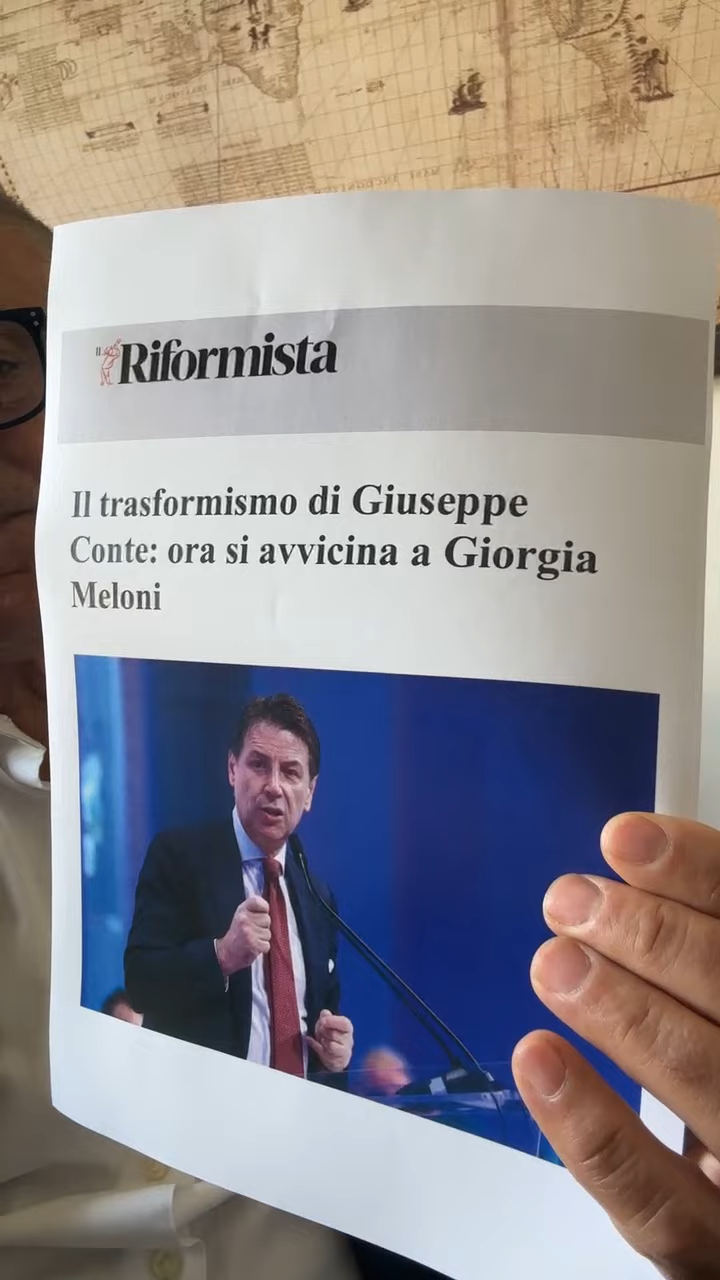 IL Riformista
Il trasformismo di Giuseppe
Conte: ora si avvicina a Giorgia
Meloni